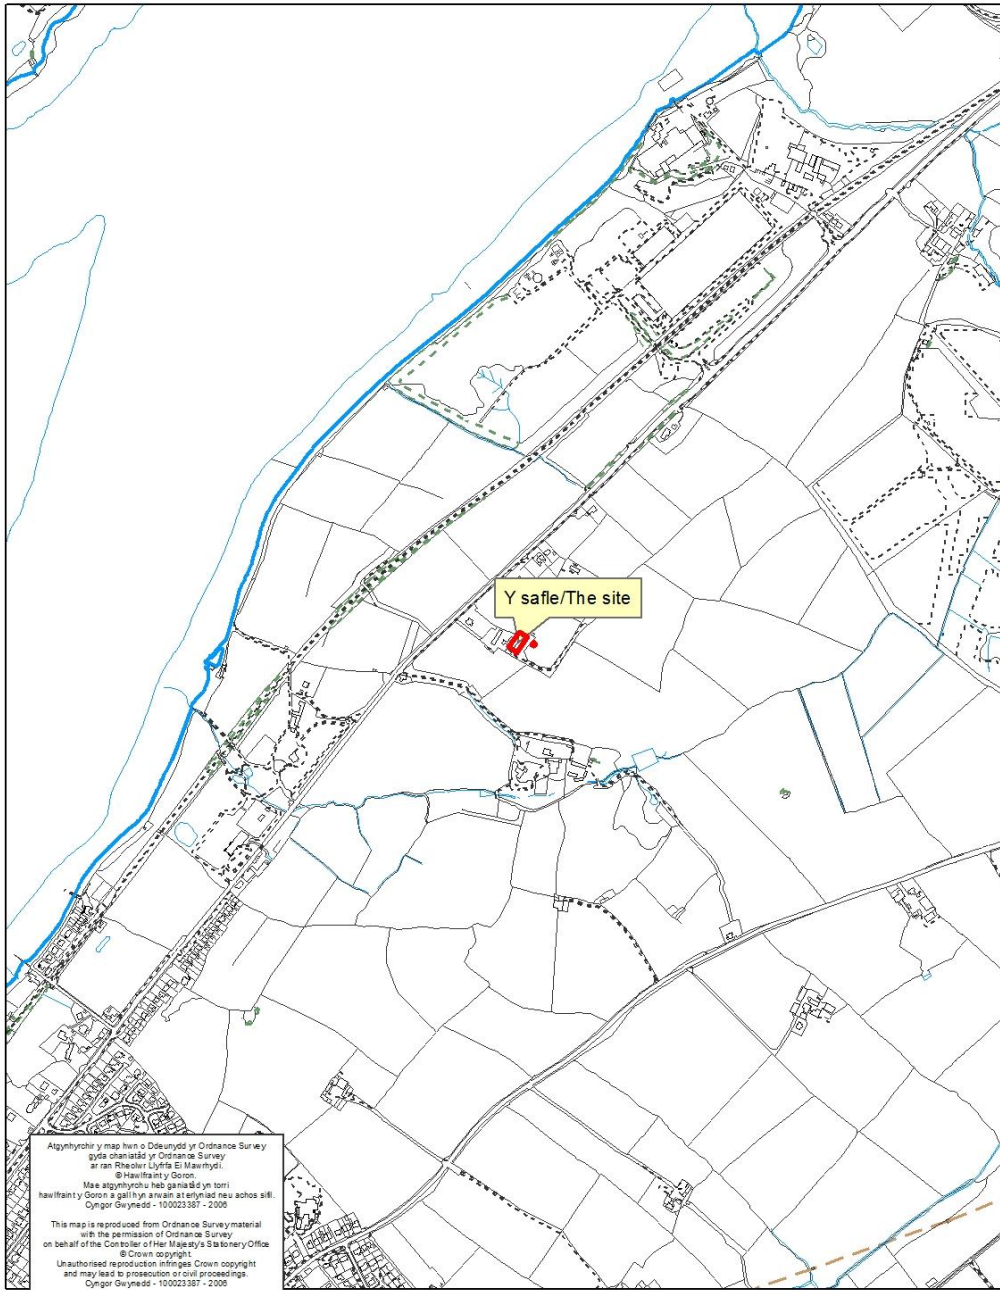 Y safle/The site
Atgynhyrchir y map hwn o Ddeunydd yr Ordnance Survey
gyda chaniatâd yr Ordnance Survey
ar ran Rheolwr Llyfrfa Ei Mawrhydi.
© Hawlfraint y Goron.
Mae atgynhyrchu heb ganiatâd yn torri
hawlfraint y Goron a gall hyn arwain at erlyniad neu achos sifil.
Cyngor Gwynedd - 100023387 - 2006
This map is reproduced from Ordnance Survey material
with the permission of Ordnance Survey
on behalf of the Controller of Her Majesty's Stationery Office
© Crown copyright.
Unauthorised reproduction infringes Crown copyright
and may lead to prosecution or civil proceedings.
Cyngor Gwynedd - 100023387 - 2006